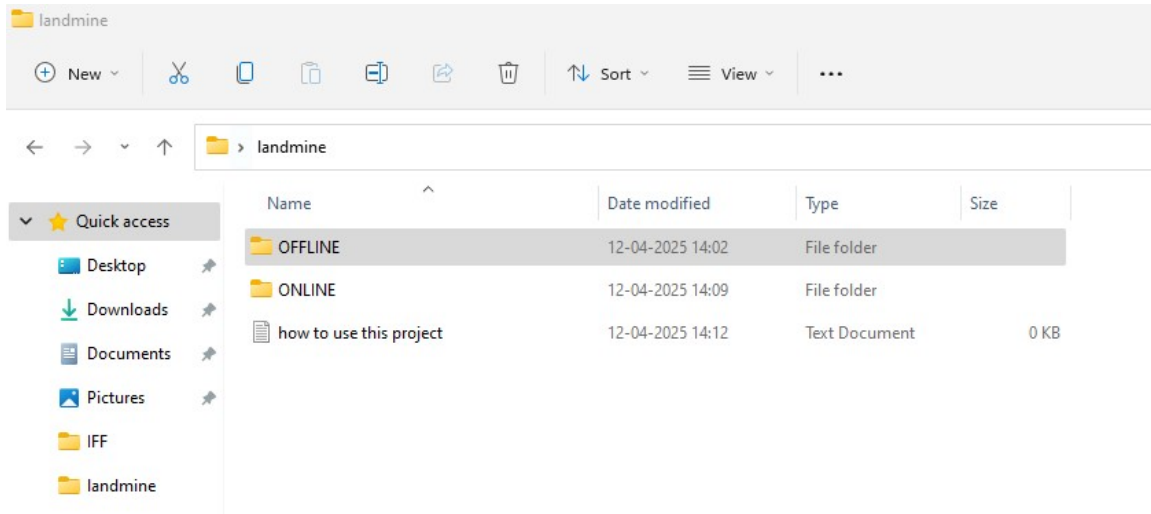 landmine
New
Sort
View
landmine
Name
Date modified
Type
Size
Quick access
OFFLINE
12-04-2025 14:02
File folder
Desktop
ONLINE
12-04-2025 14:09
File folder
Downloads
how to use this project
12-04-2025 14:12
Text Document
0 KB
Documents
Pictures
IFF
landmine